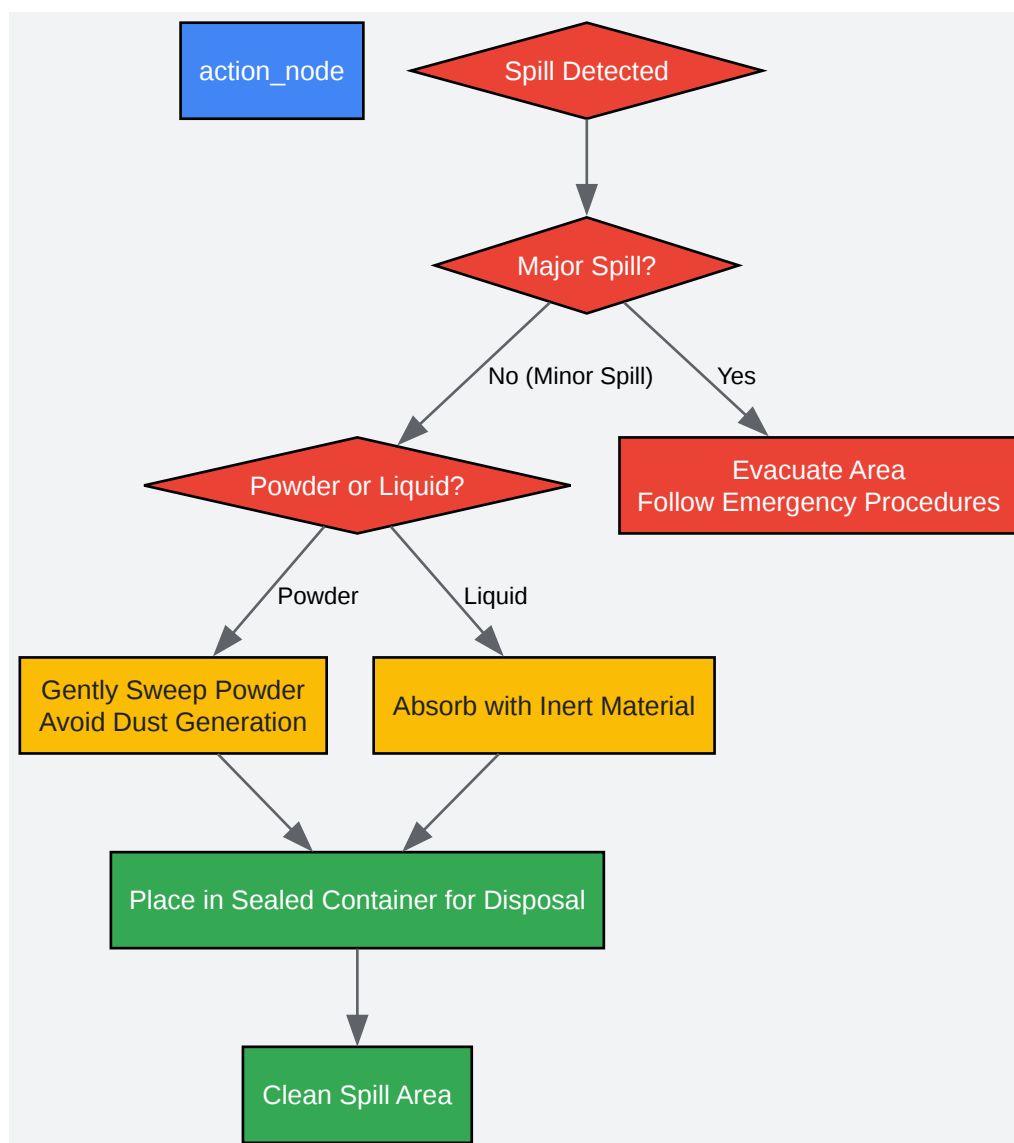 action_node
Spill Detected
Major Spill?
No (Minor Spill)
Yes
Powder or Liquid?
Evacuate Area
Follow Emergency Procedures
Powder
Liquid
Gently Sweep Powder
Avoid Dust Generation
Absorb with Inert Material
Place in Sealed Container for Disposal
Clean Spill Area